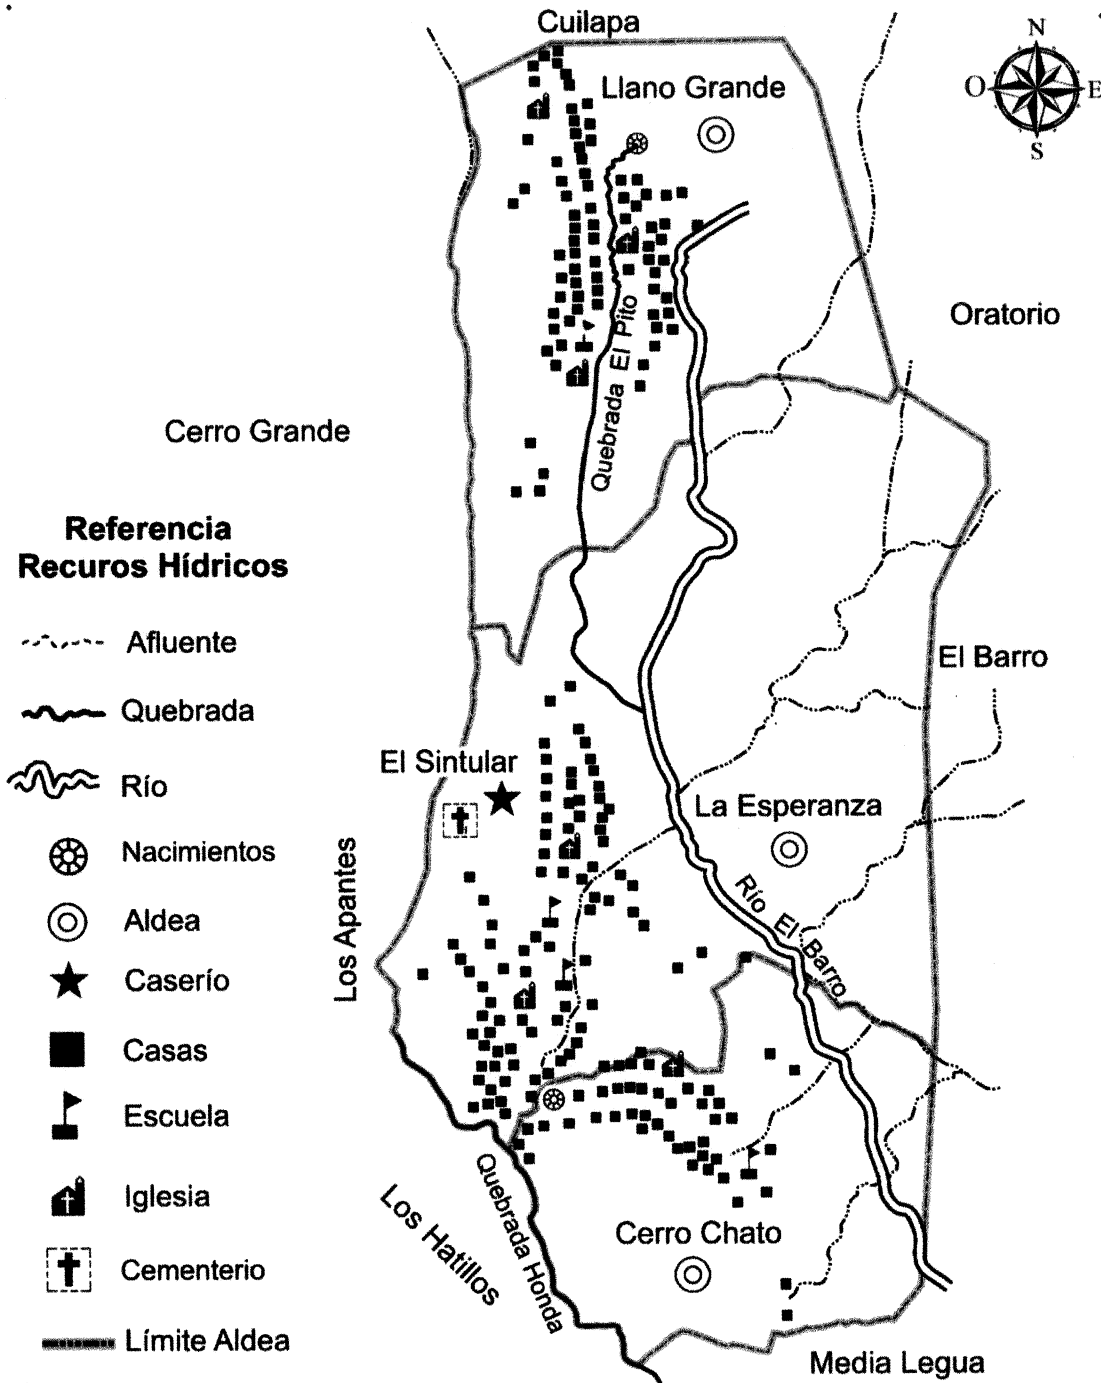 Cuilapa
N
O
E
S
Llano Grande
Oratorio
Quebrada El Pito
Cerro Grande
Referencia
Recuros Hídricos
Afluente
Quebrada
Río
Nacimientos
Aldea
Caserío
Casas
Escuela
Iglesia
Cementerio
Límite Aldea
El Barro
El Sintular
La Esperanza
Los Apantes
Río El Barro
Quebrada Honda
Los Hatillos
Cerro Chato
Media Legua